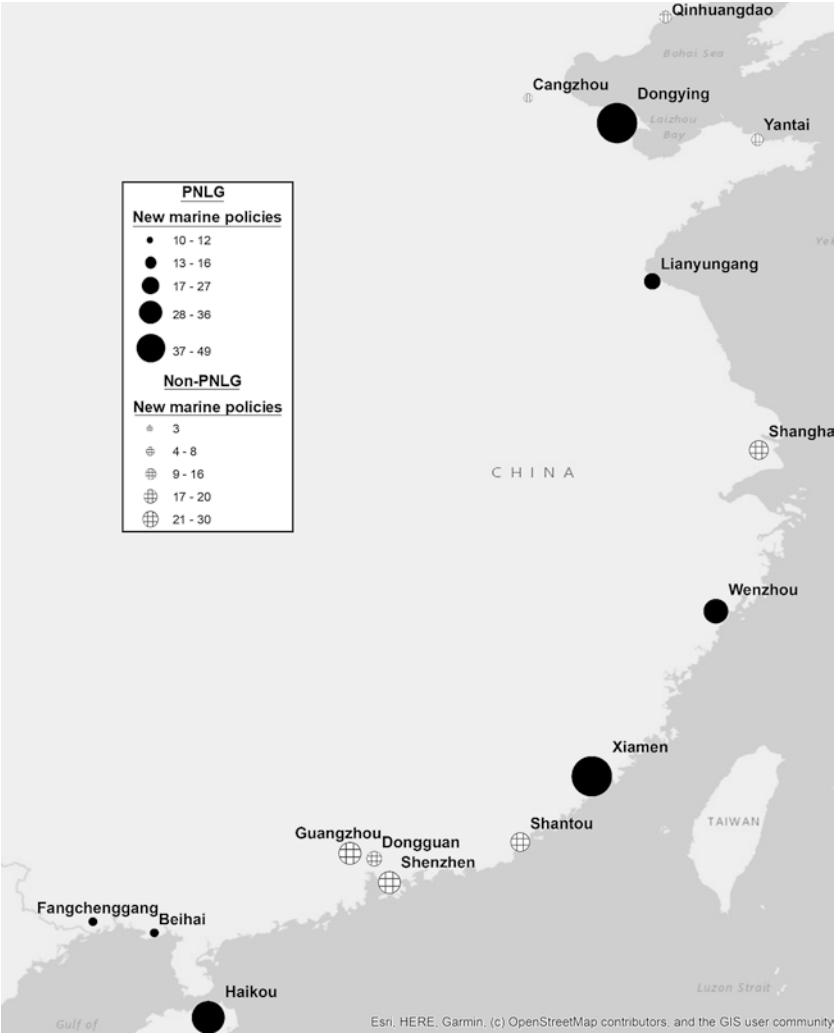 Qinhuangdao
Bohai Sea
Cangzhou
Dongying
Laizhou
Bay
Yantai
PNLG
New marine policies
10 - 12
13 - 16
17 - 27
28 - 36
37 - 49
Non-PNLG
New marine policies
3
4 - 8
9 - 16
17 - 20
21 - 30
Yel
Lianyungang
Shangha
CHINA
Wenzhou
Xiamen
TAIWAN
Shantou
Guangzhou
Dongguan
Shenzhen
Fangchenggang
Beihai
Haikou
Luzon Strait
Gulf of
Esri, HERE, Garmin, (c) OpenStreetMap contributors, and the GIS user community